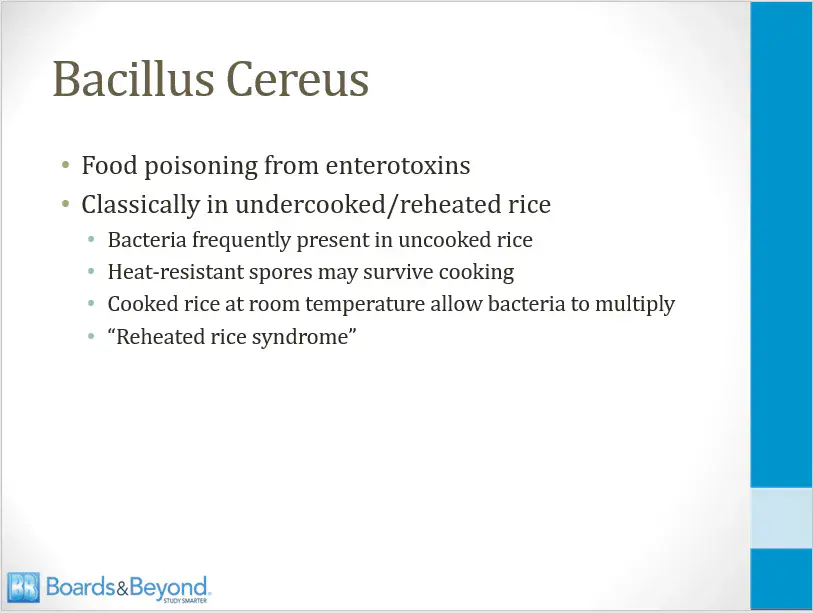 Bacillus Cereus
• Food poisoning from enterotoxins
• Classically in undercooked/reheated rice
• Bacteria frequently present in uncooked rice
• Heat-resistant spores may survive cooking
• Cooked rice at room temperature allow bacteria to multiply
• “Reheated rice syndrome”
BB Boards&Beyond.
STUDY SMARTER